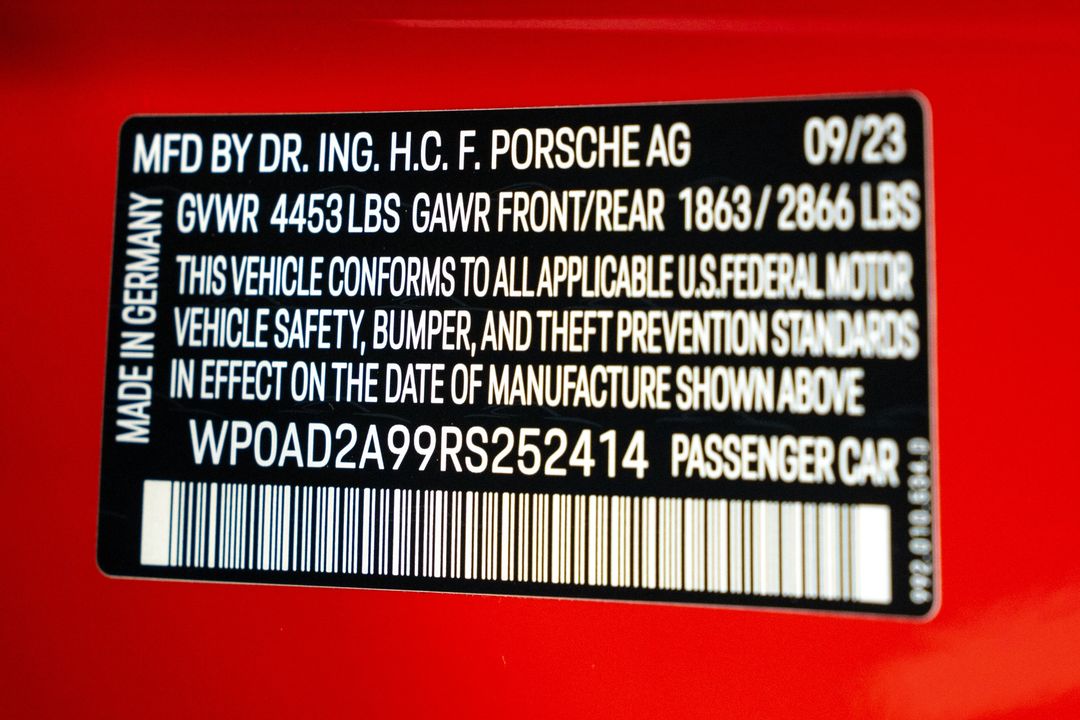 MFD BY DR. ING. H.C. F. PORSCHE AG 09/23
GVWR 4453 LBS GAWR FRONT/REAR 1863 / 2866 LBS
THIS VEHICLE CONFORMS TO ALL APPLICABLE U.S.FEDERAL MOTOR
VEHICLE SAFETY, BUMPER, AND THEFT PREVENTION STANDARDS
IN EFFECT ON THE DATE OF MANUFACTURE SHOWN ABOVE
WP0AD2A99RS252414 PASSENGER CAR
MADE IN GERMANY